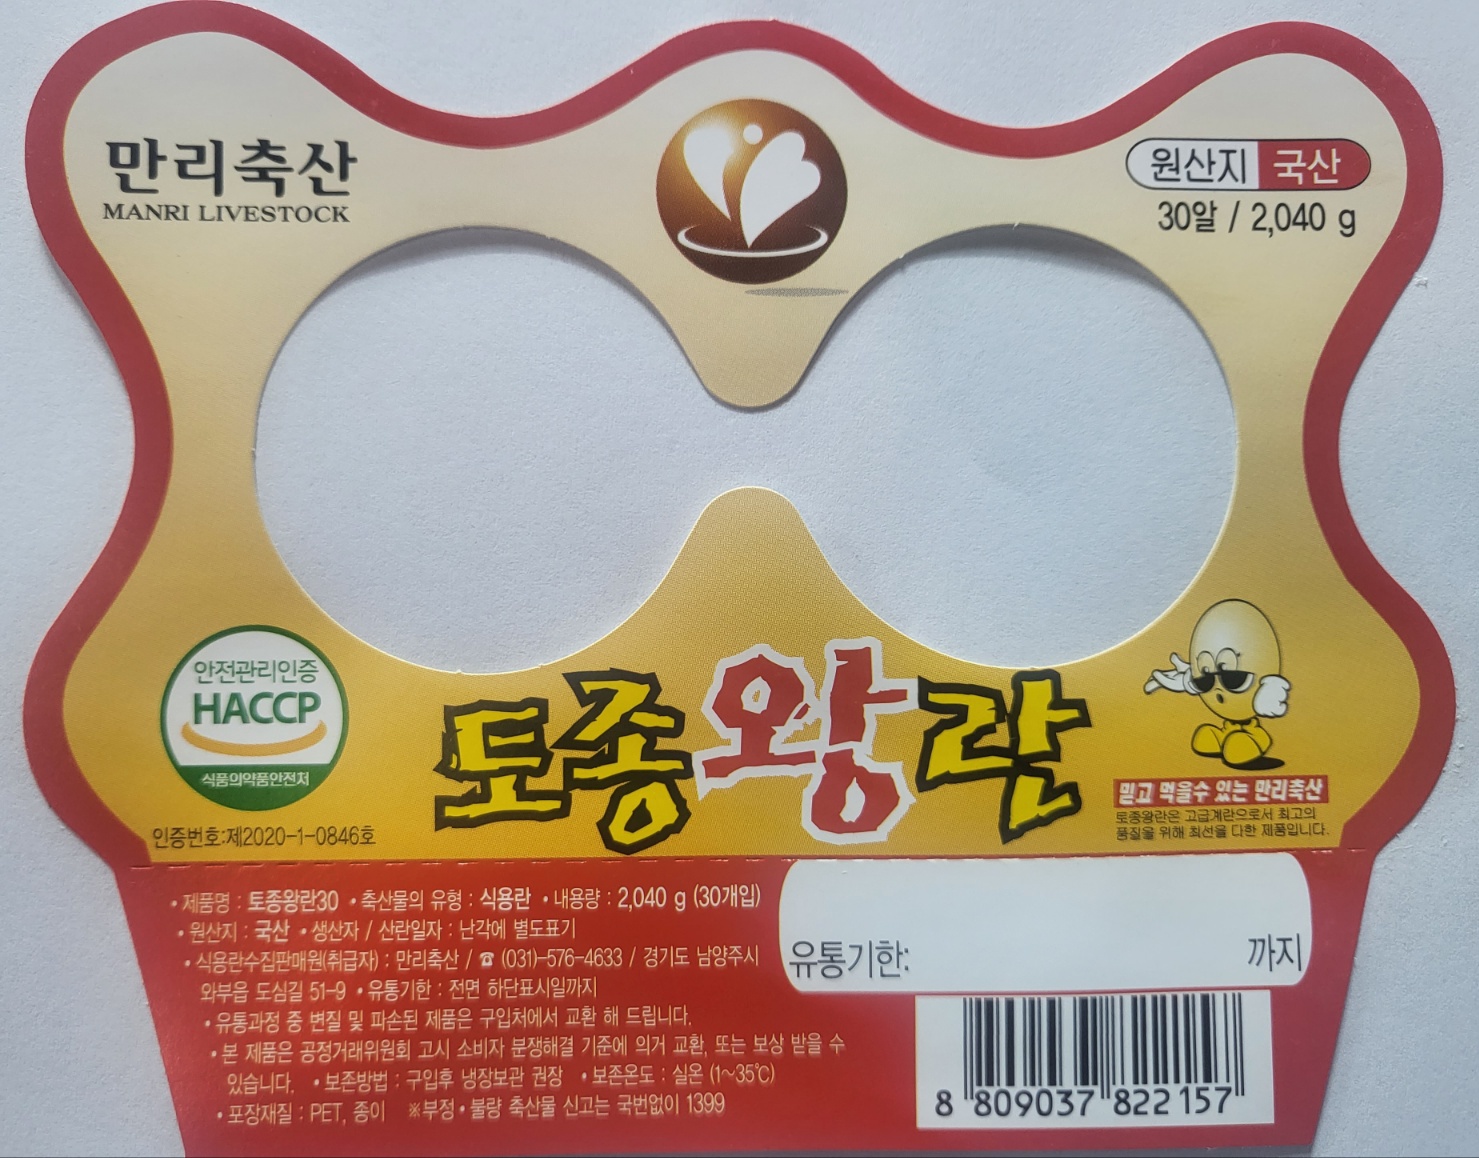 만리축산
MANRI LIVESTOCK
원산지 국산
30알 / 2,040 g
안전관리인증
HACCP
식품의약품안전처
인증번호:제2020-1-0846호
토종왕란
믿고 먹을수 있는 만리축산
토종왕란은 고급계란으로서 최고의
품질을 위해 최선을 다한 제품입니다.
•제품명 : 토종왕란30 •축산물의 유형 : 식용란 •내용량 : 2,040 g (30개입)
•원산지 : 국산 •생산자 / 산란일자 : 난각에 별도표기
•식용란수집판매원(취급자) : 만리축산 / ☎ (031)-576-4633 / 경기도 남양주시
와부읍 도심길 51-9 •유통기한 : 전면 하단표시일까지
•유통과정 중 변질 및 파손된 제품은 구입처에서 교환 해 드립니다.
•본 제품은 공정거래위원회 고시 소비자 분쟁해결 기준에 의거 교환, 또는 보상 받을 수
있습니다. •보존방법 : 구입후 냉장보관 권장 •보존온도 : 실온 (1~35℃)
•포장재질 : PET, 종이 ※부정•불량 축산물 신고는 국번없이 1399
유통기한: 까지
8 809037 822157